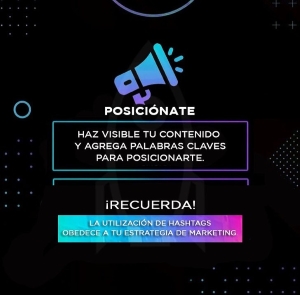 POSICIÓNATE
HAZ VISIBLE TU CONTENIDO
Y AGREGA PALABRAS CLAVES
PARA POSICIONARTE.
¡RECUERDA!
LA UTILIZACIÓN DE HASHTAGS
OBEDECE A TU ESTRATEGIA DE MARKETING